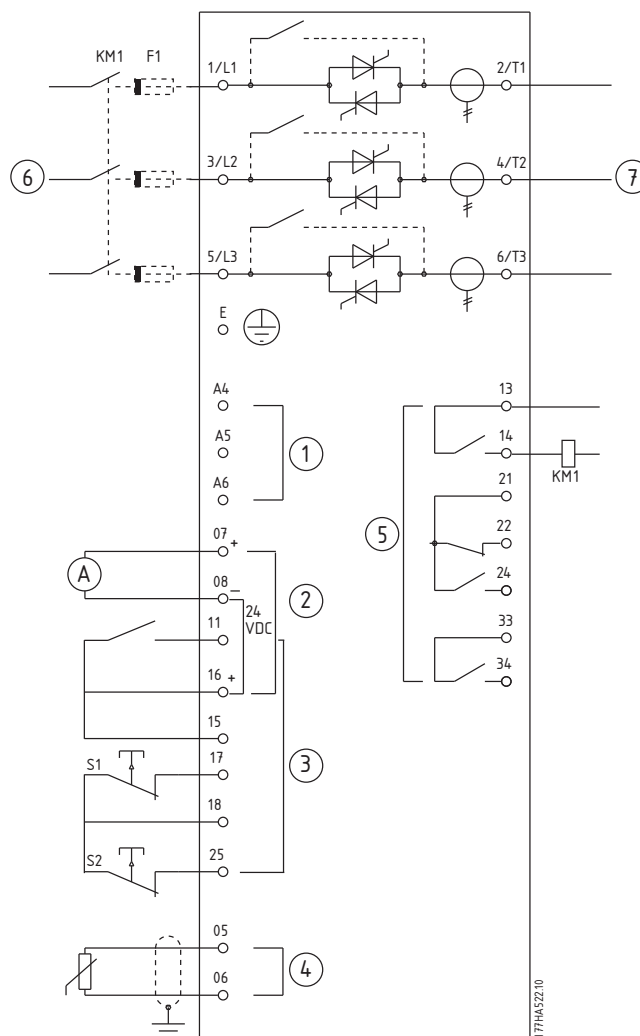 KM1 F1 1/L1 2/T1
6 3/L2 4/T2 7
5/L3 6/T3
E
A4 13
A5 1 14
KM1
A6 21
5 22
07 +
A 08 – 2 24
24 VDC
11 33
16 + 34
15
S1 17 3
18
S2 25
05
4
06
177HA522.10